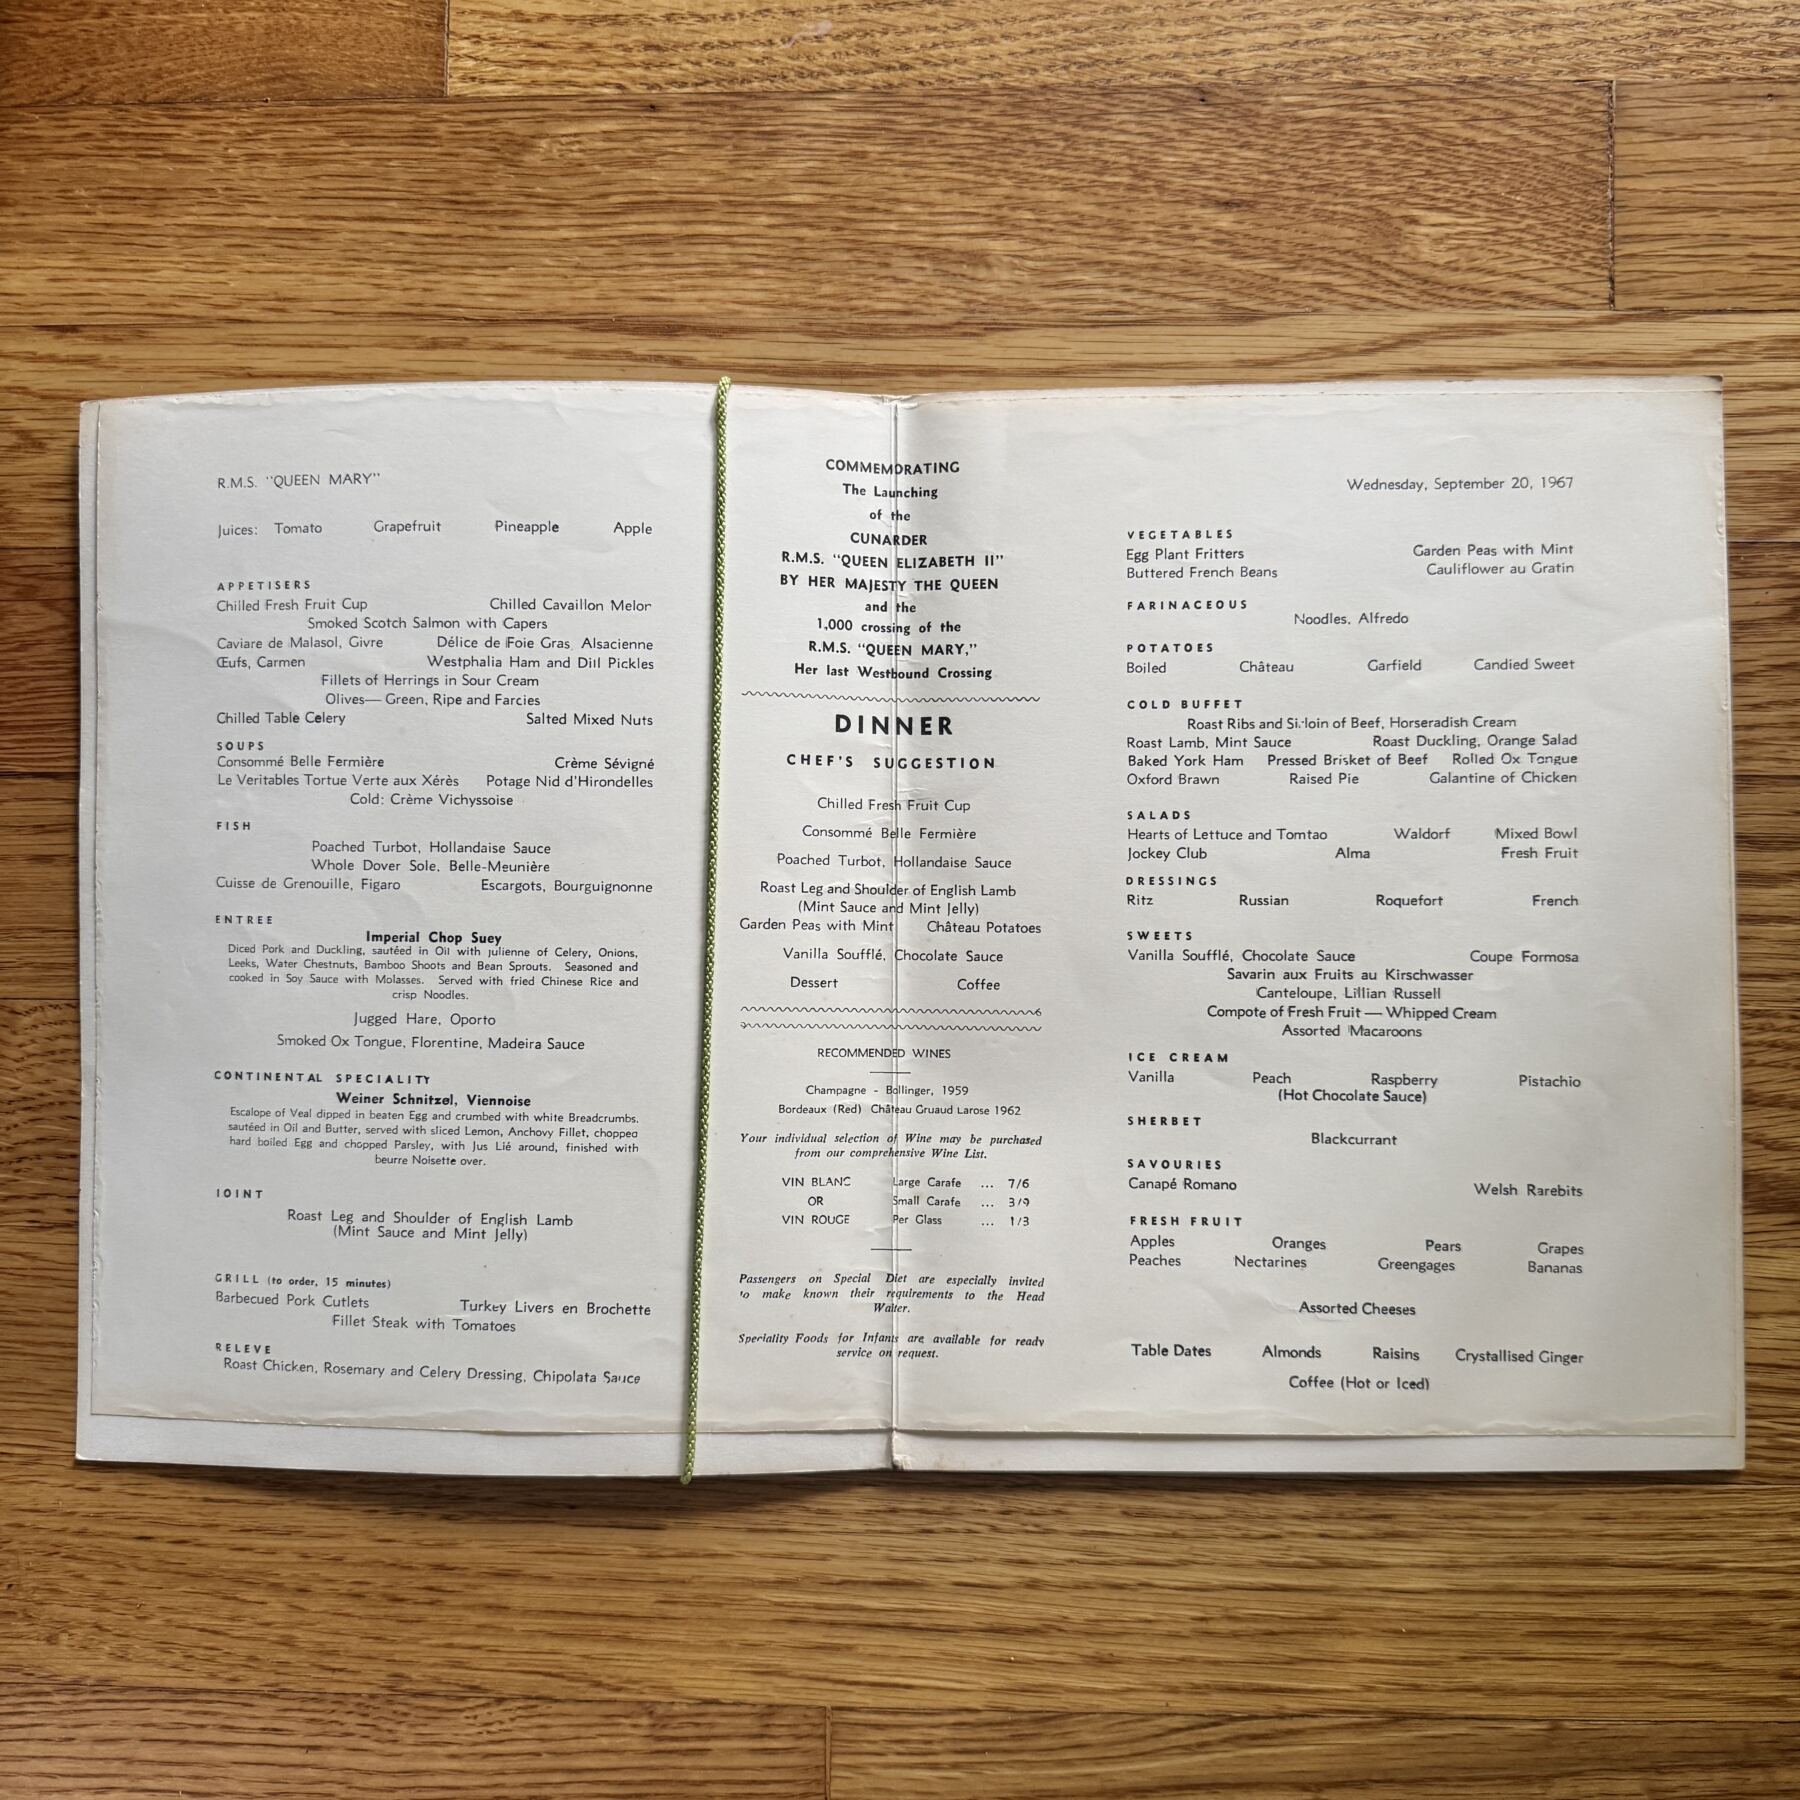 R.M.S. "QUEEN MARY"
Juices: Tomato Grapefruit Pineapple Apple
APPETISERS
Chilled Fresh Fruit Cup Chilled Cavaillon Melon
Smoked Scotch Salmon with Capers
Caviare de Malasol, Givre Délice de Foie Gras, Alsacienne
Œufs, Carmen Westphalia Ham and Dill Pickles
Fillets of Herrings in Sour Cream
Olives— Green, Ripe and Farcies
Chilled Table Celery Salted Mixed Nuts
SOUPS
Consommé Belle Fermière Crème Sévigné
Le Veritables Tortue Verte aux Xérès Potage Nid d'Hirondelles
Cold: Crème Vichyssoise
FISH
Poached Turbot, Hollandaise Sauce
Whole Dover Sole, Belle-Meunière
Cuisse de Grenouille, Figaro Escargots, Bourguignonne
ENTREE
Imperial Chop Suey
Diced Pork and Duckling, sautéed in Oil with julienne of Celery, Onions,
Leeks, Water Chestnuts, Bamboo Shoots and Bean Sprouts. Seasoned and
cooked in Soy Sauce with Molasses. Served with fried Chinese Rice and
crisp Noodles.
Jugged Hare, Oporto
Smoked Ox Tongue, Florentine, Madeira Sauce
CONTINENTAL SPECIALITY
Weiner Schnitzel, Viennoise
Escalope of Veal dipped in beaten Egg and crumbed with white Breadcrumbs,
sautéed in Oil and Butter, served with sliced Lemon, Anchovy Fillet, chopped
hard boiled Egg and chopped Parsley, with Jus Lié around, finished with
beurre Noisette over.
JOINT
Roast Leg and Shoulder of English Lamb
(Mint Sauce and Mint Jelly)
GRILL (to order, 15 minutes)
Barbecued Pork Cutlets Turkey Livers en Brochette
Fillet Steak with Tomatoes
RELEVE
Roast Chicken, Rosemary and Celery Dressing, Chipolata Sauce
COMMEMORATING
The Launching
of the
CUNARDER
R.M.S. "QUEEN ELIZABETH II"
BY HER MAJESTY THE QUEEN
and the
1,000 crossing of the
R.M.S. "QUEEN MARY,"
Her last Westbound Crossing
DINNER
CHEF'S SUGGESTION
Chilled Fresh Fruit Cup
Consommé Belle Fermière
Poached Turbot, Hollandaise Sauce
Roast Leg and Shoulder of English Lamb
(Mint Sauce and Mint Jelly)
Garden Peas with Mint Château Potatoes
Vanilla Soufflé, Chocolate Sauce
Dessert Coffee
RECOMMENDED WINES
Champagne - Bollinger, 1959
Bordeaux (Red) Château Gruaud Larose 1962
Your individual selection of Wine may be purchased
from our comprehensive Wine List.
VIN BLANC Large Carafe ... 7/6
OR Small Carafe ... 3/9
VIN ROUGE Per Glass ... 1/3
Passengers on Special Diet are especially invited
to make known their requirements to the Head
Waiter.
Speciality Foods for Infants are available for ready
service on request.
Wednesday, September 20, 1967
VEGETABLES
Egg Plant Fritters Garden Peas with Mint
Buttered French Beans Cauliflower au Gratin
FARINACEOUS
Noodles, Alfredo
POTATOES
Boiled Château Garfield Candied Sweet
COLD BUFFET
Roast Ribs and Sirloin of Beef, Horseradish Cream
Roast Lamb, Mint Sauce Roast Duckling, Orange Salad
Baked York Ham Pressed Brisket of Beef Rolled Ox Tongue
Oxford Brawn Raised Pie Galantine of Chicken
SALADS
Hearts of Lettuce and Tomtao Waldorf Mixed Bowl
Jockey Club Alma Fresh Fruit
DRESSINGS
Ritz Russian Roquefort French
SWEETS
Vanilla Soufflé, Chocolate Sauce Coupe Formosa
Savarin aux Fruits au Kirschwasser
Canteloupe, Lillian Russell
Compote of Fresh Fruit — Whipped Cream
Assorted Macaroons
ICE CREAM
Vanilla Peach Raspberry Pistachio
(Hot Chocolate Sauce)
SHERBET
Blackcurrant
SAVOURIES
Canapé Romano Welsh Rarebits
FRESH FRUIT
Apples Oranges Pears Grapes
Peaches Nectarines Greengages Bananas
Assorted Cheeses
Table Dates Almonds Raisins Crystallised Ginger
Coffee (Hot or Iced)